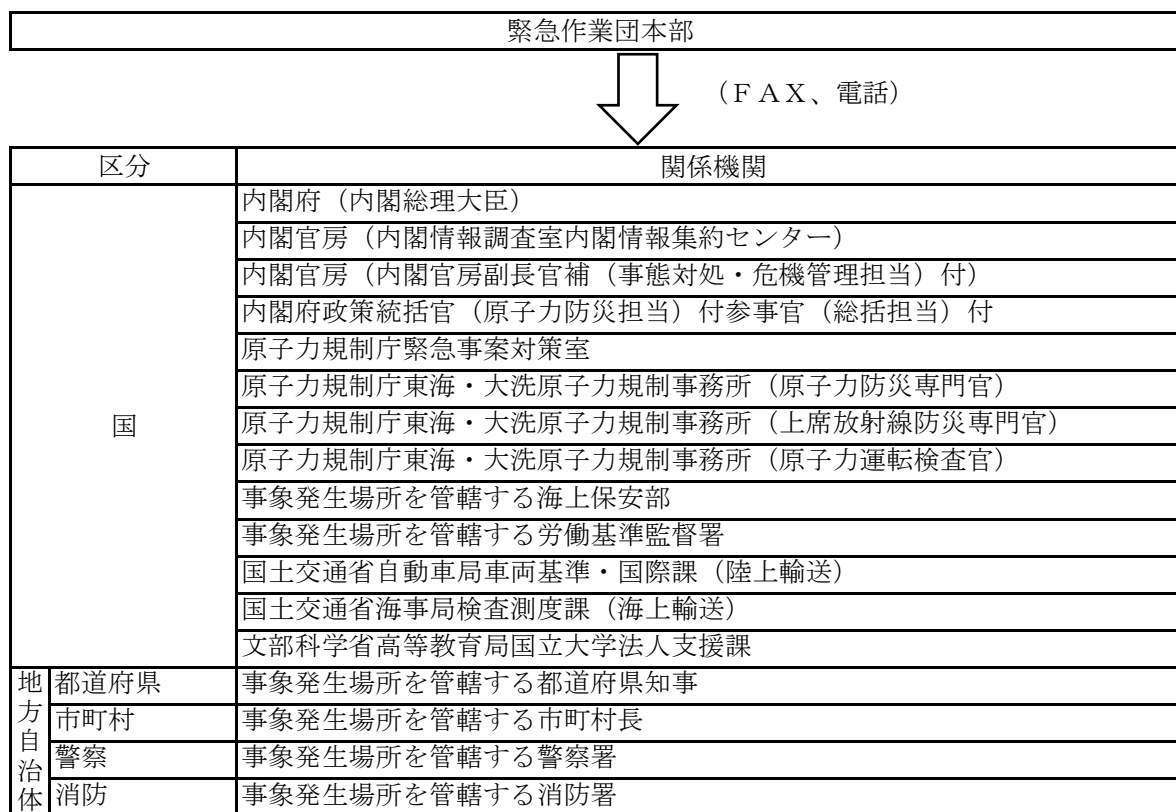 緊急作業団本部
（ＦＡＸ、電話）
区分 関係機関
国
内閣府（内閣総理大臣）
内閣官房（内閣情報調査室内閣情報集約センター）
内閣官房（内閣官房副長官補（事態対処・危機管理担当）付）
内閣府政策統括官（原子力防災担当）付参事官（総括担当）付
原子力規制庁緊急事案対策室
原子力規制庁東海・大洗原子力規制事務所（原子力防災専門官）
原子力規制庁東海・大洗原子力規制事務所（上席放射線防災専門官）
原子力規制庁東海・大洗原子力規制事務所（原子力運転検査官）
事象発生場所を管轄する海上保安部
事象発生場所を管轄する労働基準監督署
国土交通省自動車局車両基準・国際課（陸上輸送）
国土交通省海事局検査測度課（海上輸送）
文部科学省高等教育局国立大学法人支援課
地方自治体
都道府県 事象発生場所を管轄する都道府県知事
市町村 事象発生場所を管轄する市町村長
警察 事象発生場所を管轄する警察署
消防 事象発生場所を管轄する消防署